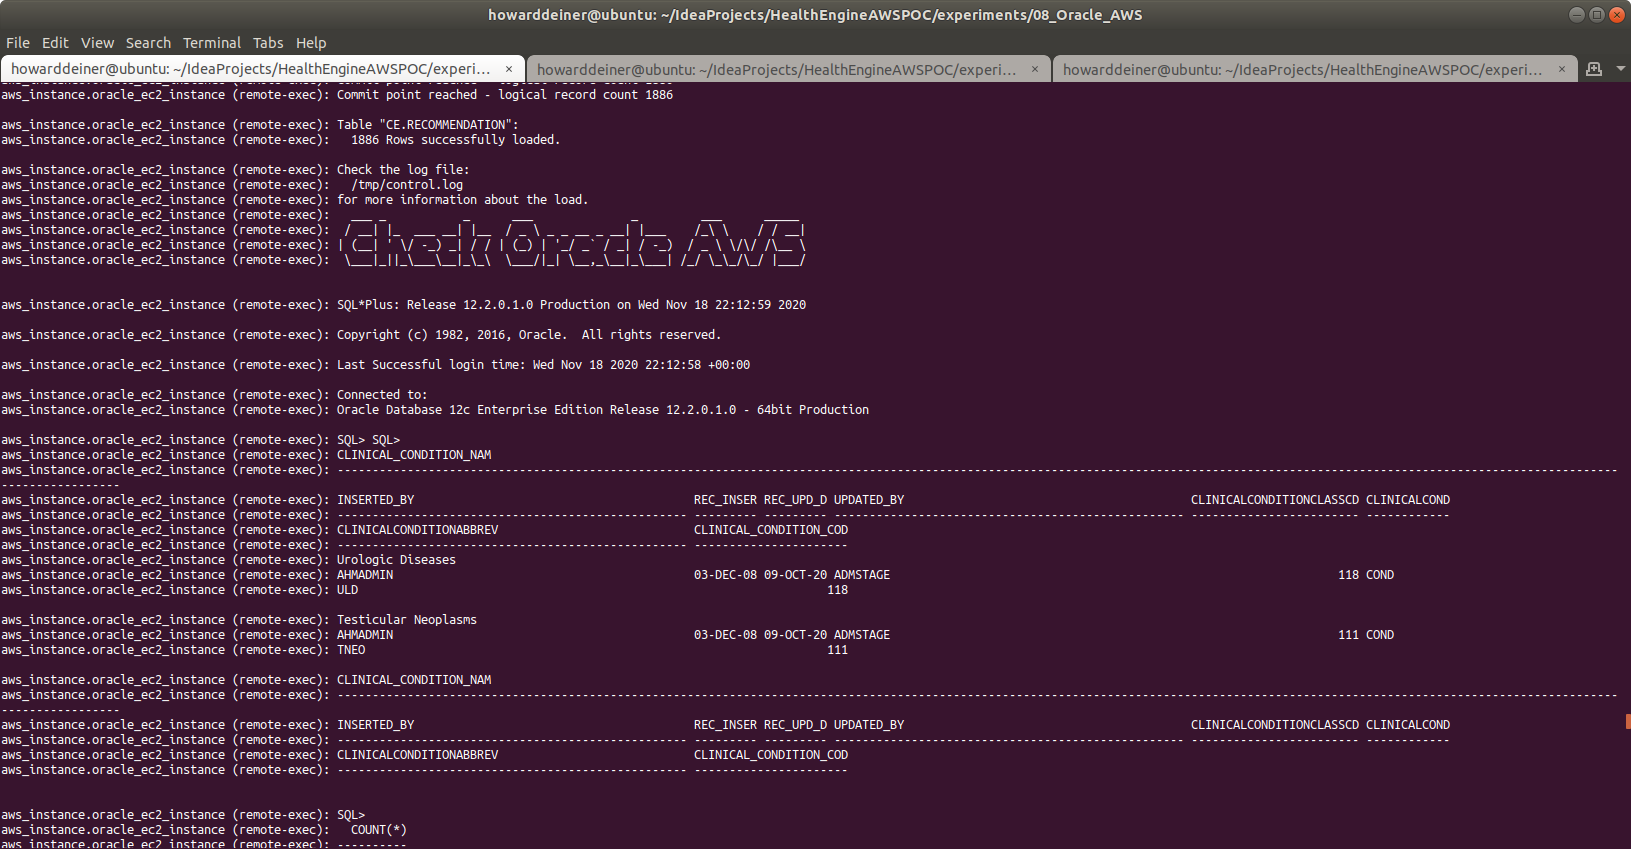 howarddeiner@ubuntu: ~/IdeaProjects/HealthEngineAWSPOC/experiments/08_Oracle_AWS
File Edit View Search Terminal Tabs Help
howarddeiner@ubuntu: ~/IdeaProjects/HealthEngineAWSPOC/experi... × howarddeiner@ubuntu: ~/IdeaProjects/HealthEngineAWSPOC/experi... × howarddeiner@ubuntu: ~/IdeaProjects/HealthEngineAWSPOC/experi... ×
aws_instance.oracle_ec2_instance (remote-exec): Commit point reached - logical record count 1886
aws_instance.oracle_ec2_instance (remote-exec): Table "CE.RECOMMENDATION":
aws_instance.oracle_ec2_instance (remote-exec):   1886 Rows successfully loaded.
aws_instance.oracle_ec2_instance (remote-exec): Check the log file:
aws_instance.oracle_ec2_instance (remote-exec):   /tmp/control.log
aws_instance.oracle_ec2_instance (remote-exec): for more information about the load.
aws_instance.oracle_ec2_instance (remote-exec):
aws_instance.oracle_ec2_instance (remote-exec):
aws_instance.oracle_ec2_instance (remote-exec): Check Oracle AWS
aws_instance.oracle_ec2_instance (remote-exec):
aws_instance.oracle_ec2_instance (remote-exec): SQL*Plus: Release 12.2.0.1.0 Production on Wed Nov 18 22:12:59 2020
aws_instance.oracle_ec2_instance (remote-exec): Copyright (c) 1982, 2016, Oracle.  All rights reserved.
aws_instance.oracle_ec2_instance (remote-exec): Last Successful login time: Wed Nov 18 2020 22:12:58 +00:00
aws_instance.oracle_ec2_instance (remote-exec): Connected to:
aws_instance.oracle_ec2_instance (remote-exec): Oracle Database 12c Enterprise Edition Release 12.2.0.1.0 - 64bit Production
aws_instance.oracle_ec2_instance (remote-exec): SQL> SQL>
aws_instance.oracle_ec2_instance (remote-exec): CLINICAL_CONDITION_NAM
aws_instance.oracle_ec2_instance (remote-exec): ----------
aws_instance.oracle_ec2_instance (remote-exec): INSERTED_BY REC_INSER REC_UPD_D UPDATED_BY CLINICALCONDITIONCLASSCD CLINICALCOND
aws_instance.oracle_ec2_instance (remote-exec): ---------- --------- --------- ---------- ---------- ------------
aws_instance.oracle_ec2_instance (remote-exec): CLINICALCONDITIONABBREV CLINICAL_CONDITION_COD
aws_instance.oracle_ec2_instance (remote-exec): ---------- ----------
aws_instance.oracle_ec2_instance (remote-exec): Urologic Diseases
aws_instance.oracle_ec2_instance (remote-exec): AHMADMIN 03-DEC-08 09-OCT-20 ADMSTAGE 118 COND
aws_instance.oracle_ec2_instance (remote-exec): ULD 118
aws_instance.oracle_ec2_instance (remote-exec): Testicular Neoplasms
aws_instance.oracle_ec2_instance (remote-exec): AHMADMIN 03-DEC-08 09-OCT-20 ADMSTAGE 111 COND
aws_instance.oracle_ec2_instance (remote-exec): TNEO 111
aws_instance.oracle_ec2_instance (remote-exec): CLINICAL_CONDITION_NAM
aws_instance.oracle_ec2_instance (remote-exec): ----------
aws_instance.oracle_ec2_instance (remote-exec): INSERTED_BY REC_INSER REC_UPD_D UPDATED_BY CLINICALCONDITIONCLASSCD CLINICALCOND
aws_instance.oracle_ec2_instance (remote-exec): ---------- --------- --------- ---------- ---------- ------------
aws_instance.oracle_ec2_instance (remote-exec): CLINICALCONDITIONABBREV CLINICAL_CONDITION_COD
aws_instance.oracle_ec2_instance (remote-exec): ---------- ----------
aws_instance.oracle_ec2_instance (remote-exec): SQL>
aws_instance.oracle_ec2_instance (remote-exec):   COUNT(*)
aws_instance.oracle_ec2_instance (remote-exec): ----------